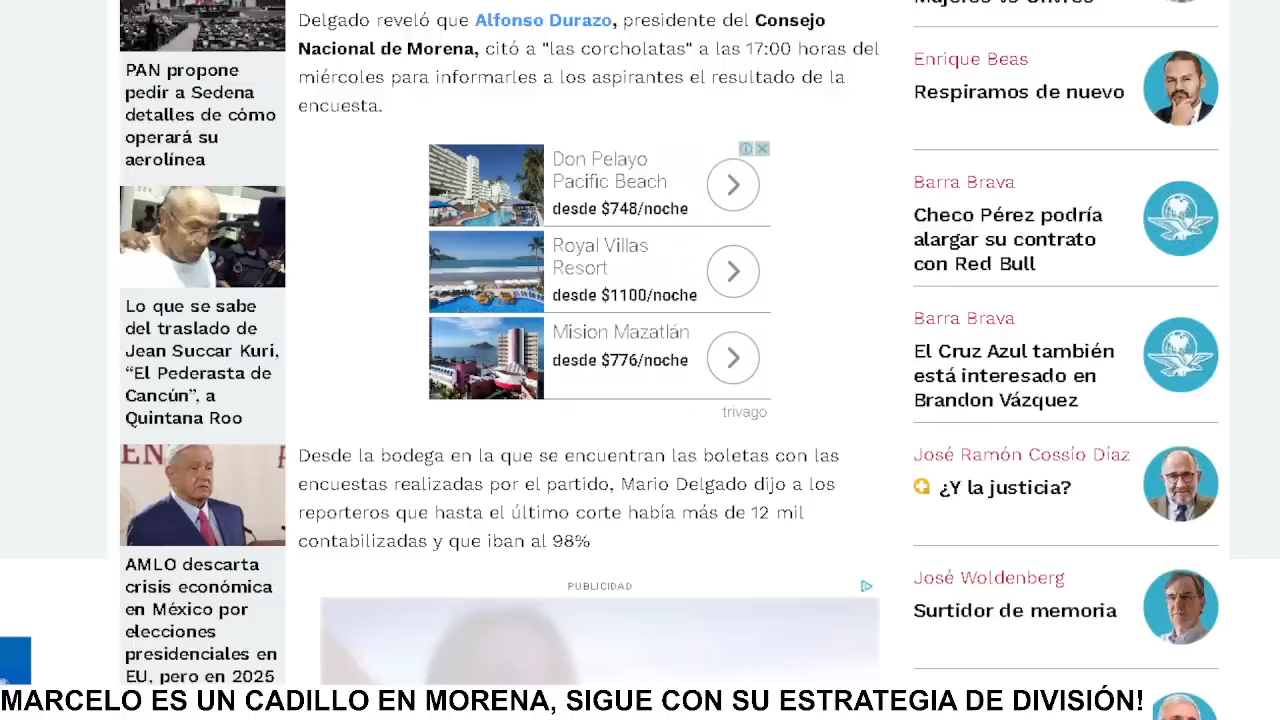 PAN propone
pedir a Sedena
detalles de cómo
operará su
aerolínea
Lo que se sabe
del traslado de
Jean Succar Kuri,
“El Pederasta de
Cancún”, a
Quintana Roo
AMLO descarta
crisis económica
en México por
elecciones
presidenciales en
EU, pero en 2025
Delgado reveló que Alfonso Durazo, presidente del Consejo
Nacional de Morena, citó a "las corcholatas" a las 17:00 horas del
miércoles para informarles a los aspirantes el resultado de la
encuesta.
Don Pelayo
Pacific Beach
desde $748/noche
Royal Villas
Resort
desde $1100/noche
Mision Mazatlán
desde $776/noche
trivago
Desde la bodega en la que se encuentran las boletas con las
encuestas realizadas por el partido, Mario Delgado dijo a los
reporteros que hasta el último corte había más de 12 mil
contabilizadas y que iban al 98%
PUBLICIDAD
Enrique Beas
Respiramos de nuevo
Barra Brava
Checo Pérez podría
alargar su contrato
con Red Bull
Barra Brava
El Cruz Azul también
está interesado en
Brandon Vázquez
José Ramón Cossío Díaz
¿Y la justicia?
José Woldenberg
Surtidor de memoria
MARCELO ES UN CADILLO EN MORENA, SIGUE CON SU ESTRATEGIA DE DIVISIÓN!